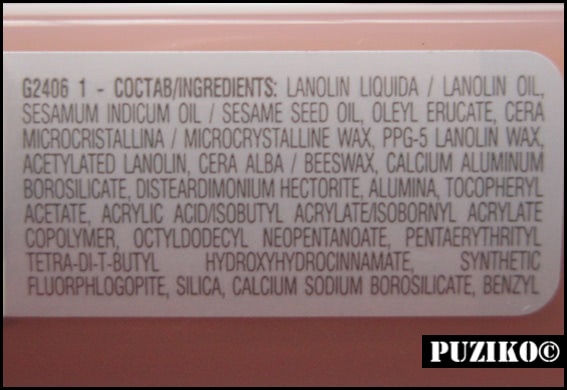 G2406 1 - СОСТАВ/INGREDIENTS: LANOLIN LIQUIDA / LANOLIN OIL,
SESAMUM INDICUM OIL / SESAME SEED OIL, OLEYL ERUCATE, CERA
MICROCRISTALLINA / MICROCRYSTALLINE WAX, PPG-5 LANOLIN WAX,
ACETYLATED LANOLIN, CERA ALBA / BEESWAX, CALCIUM ALUMINUM
BOROSILICATE, DISTEARDIMONIUM HECTORITE, ALUMINA, TOCOPHERYL
ACETATE, ACRYLIC ACID/ISOBUTYL ACRYLATE/ISOBORNYL ACRYLATE
COPOLYMER, OCTYLDODECYL NEOPENTANOATE, PENTAERYTHRITYL
TETRA-DI-T-BUTYL HYDROXYHYDROCINNAMATE, SYNTHETIC
FLUORPHLOGOPITE, SILICA, CALCIUM SODIUM BOROSILICATE, BENZYL
PUZIKO©